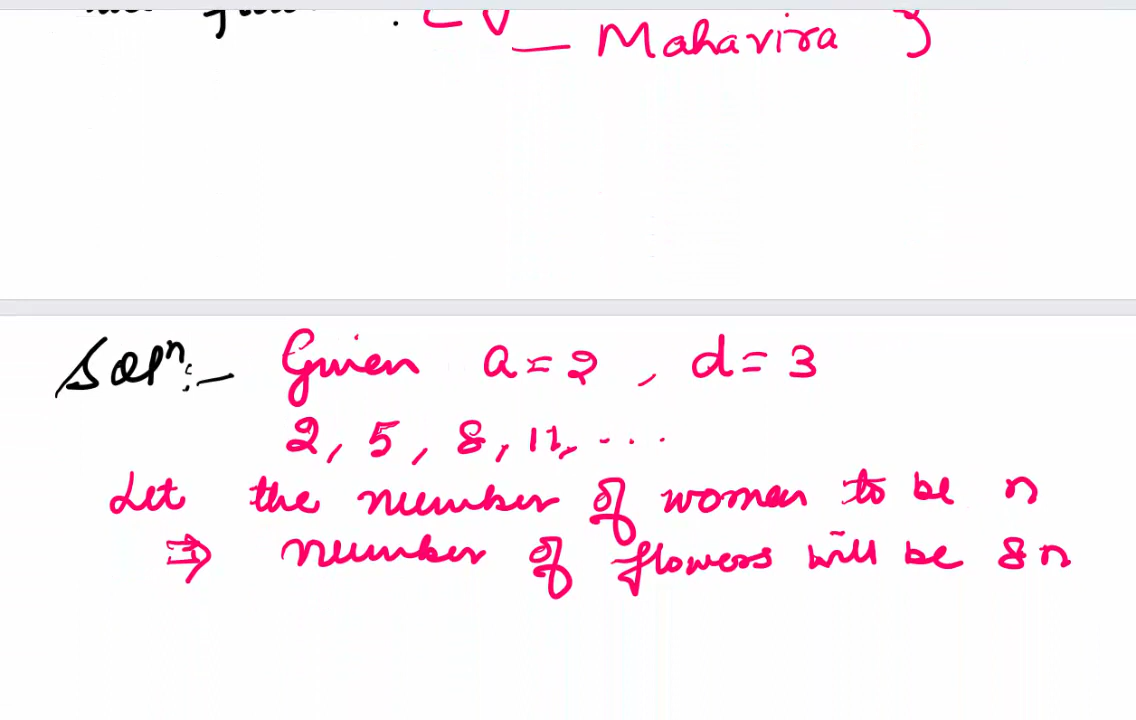 — Mahavira }
Solⁿ:- Given a = 2, d = 3
2, 5, 8, 11, ...
Let the number of women to be n
⇒ number of flowers will be 8n